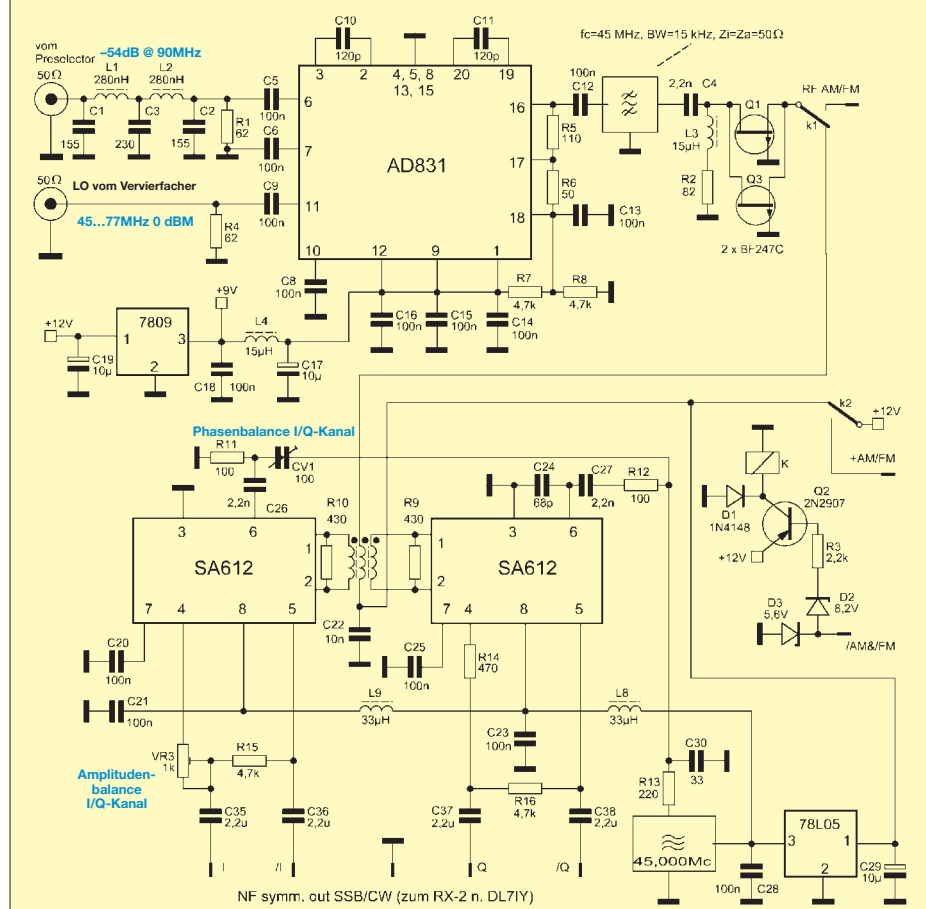 C10
120p
C11
120p
fc=45 MHz, BW=15 kHz, Zi=Za=50Ω
vom
Preselector
–54dB @ 90MHz
50Ω
L1
280nH
L2
280nH
C5
100n
C1
155
C3
230
C2
155
R1
62
C6
100n
3
2
4, 5, 8
13, 15
20
19
6
7
11
16
17
18
AD831
10
12
9
1
100n
C12
R5
110
R6
50
C13
100n
2,2n
C4
L3
15µH
R2
82
Q1
Q3
2 x BF247C
RF AM/FM
k1
50Ω
LO vom Vervierfacher
45...77MHz 0 dBM
C9
100n
R4
62
C8
100n
R7
4,7k
R8
4,7k
C16
100n
C15
100n
C14
100n
+9V
+12V
7809
1
3
2
L4
15µH
C19
10µ
C18
100n
C17
10µ
k2
+12V
+AM/FM
Phasenbalance I/Q-Kanal
R11
100
CV1
100
2,2n
C26
R10
430
R9
430
C24
68p
C27
2,2n
R12
100
K
Q2
2N2907
D1
1N4148
+12V
R3
2,2k
D2
8,2V
D3
5,6V
/AM&/FM
3
6
1
2
SA612
7
4
8
5
3
6
1
2
SA612
7
4
8
5
C20
100n
C22
10n
C25
100n
R14
470
C21
100n
L9
33µH
L8
33µH
C23
100n
VR3
1k
R15
4,7k
Amplituden-
balance
I/Q-Kanal
C35
2,2u
C36
2,2u
C37
2,2u
R16
4,7k
C38
2,2u
R13
220
C30
33
45,000Mc
78L05
3
1
2
100n
C28
C29
10µ
I
/I
Q
/Q
NF symm. out SSB/CW (zum RX-2 n. DL7IY)